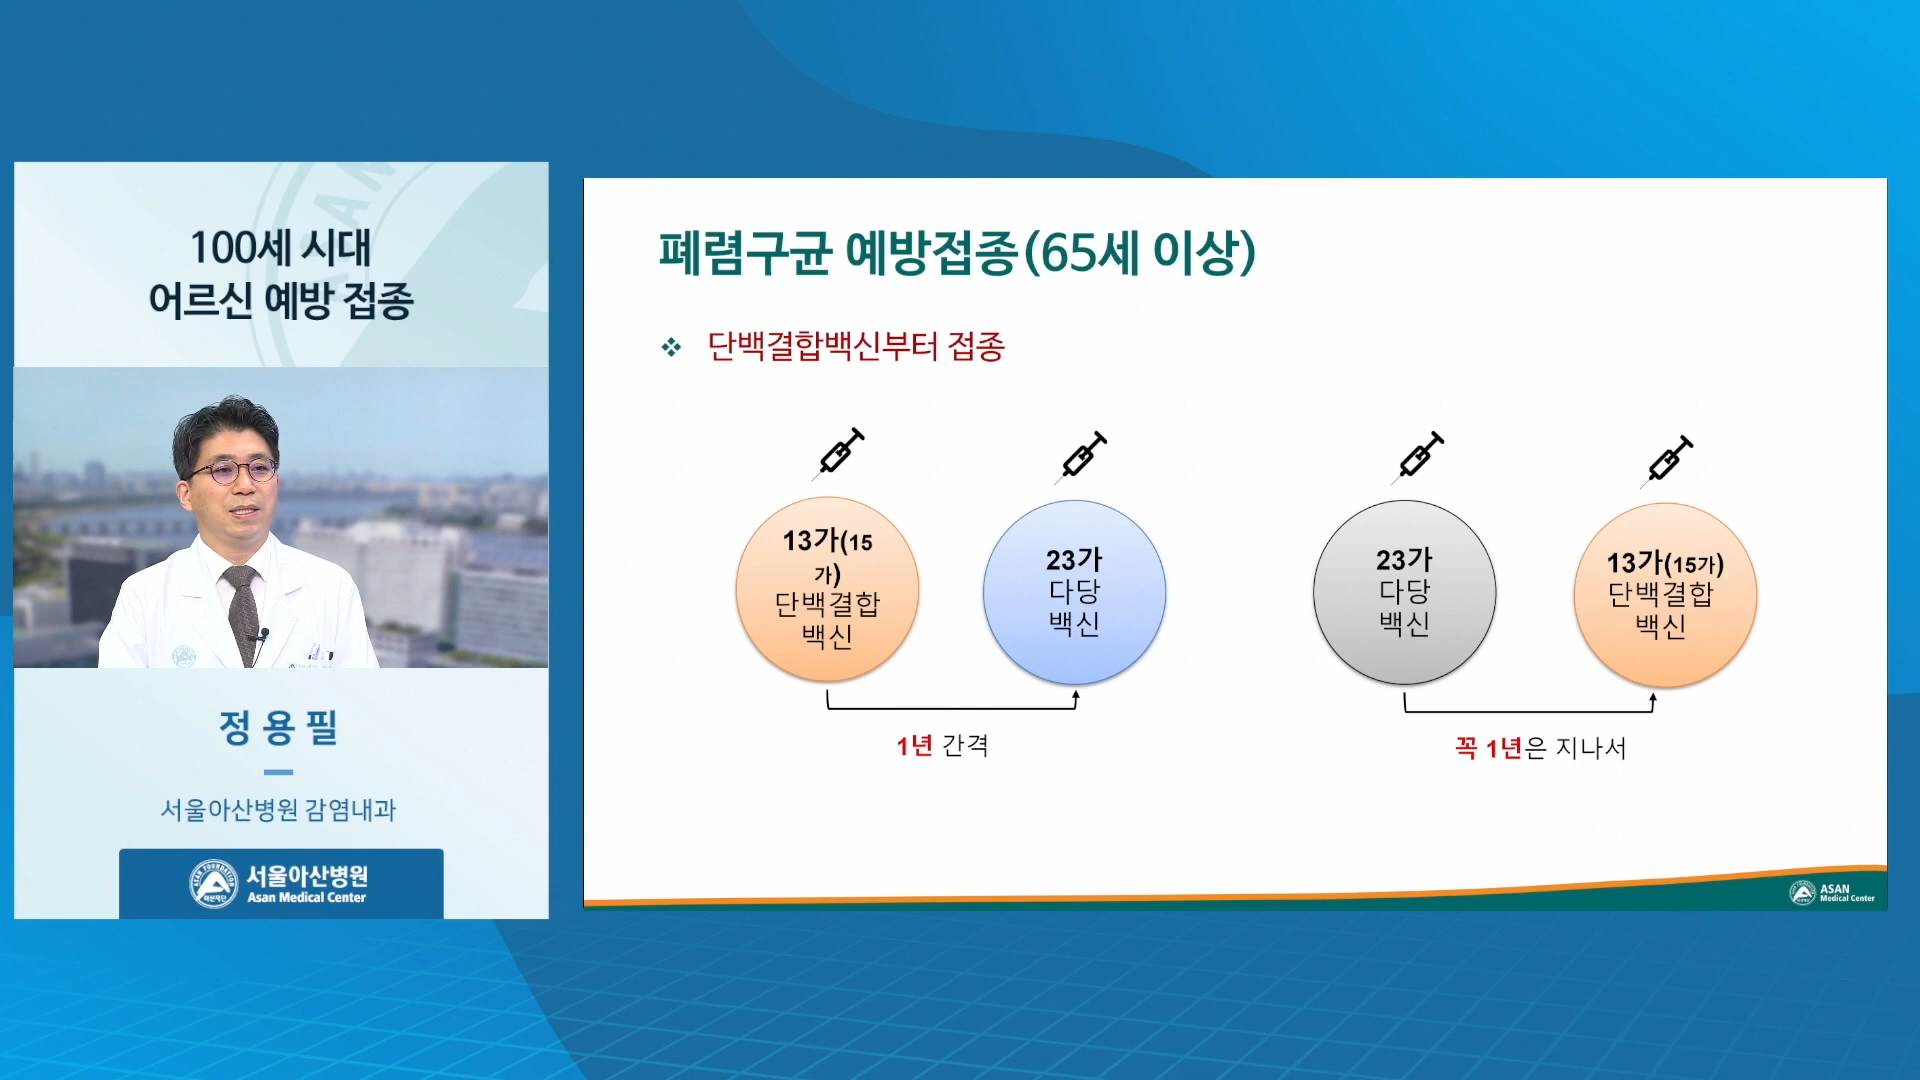 100세 시대
어르신 예방 접종
정 용 필
서울아산병원 감염내과
서울아산병원
Asan Medical Center
폐렴구균 예방접종(65세 이상)
단백결합백신부터 접종
13가(15
가)
단백결합
백신
23가
다당
백신
1년 간격
23가
다당
백신
13가(15가)
단백결합
백신
꼭 1년은 지나서
ASAN
Medical Center